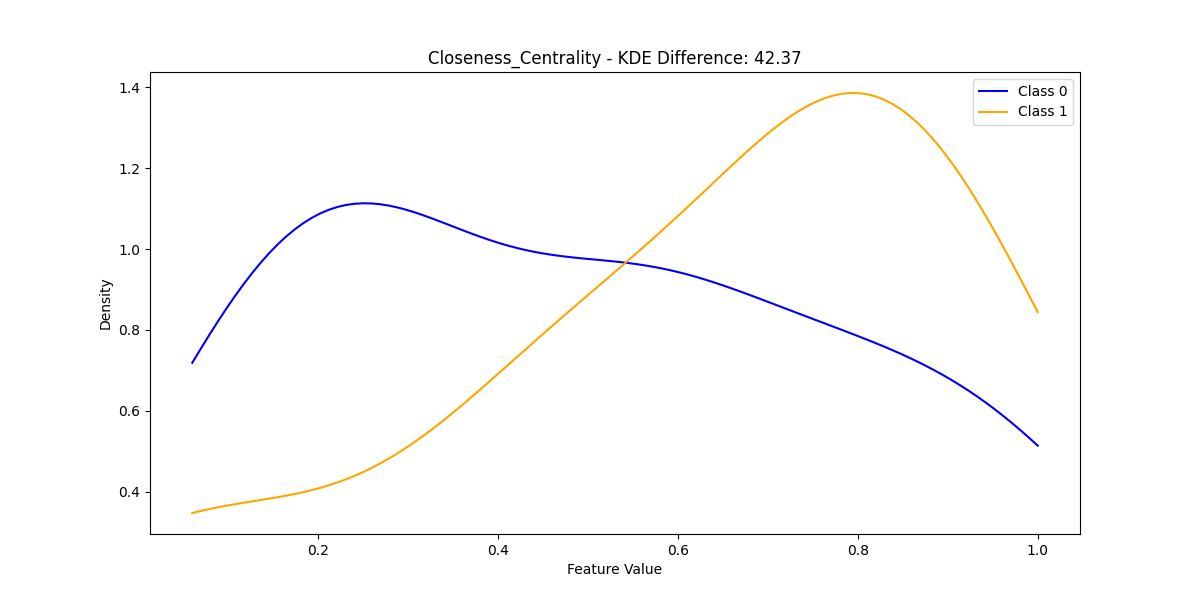 Closeness_Centrality - KDE Difference: 42.37
Class 0
Class 1
Density
1.4
1.2
1.0
0.8
0.6
0.4
0.2
0.4
0.6
0.8
1.0
Feature Value